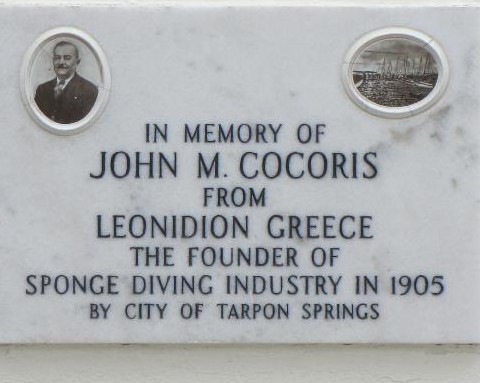 IN MEMORY OF
JOHN M. COCORIS
FROM
LEONIDION GREECE
THE FOUNDER OF
SPONGE DIVING INDUSTRY IN 1905
BY CITY OF TARPON SPRINGS